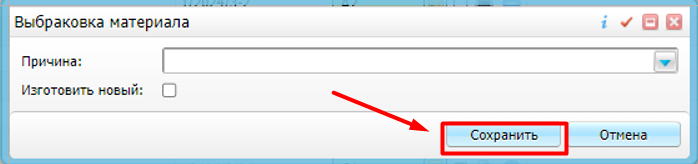 Выбраковка материала
Причина:
Изготовить новый:
Сохранить Отмена